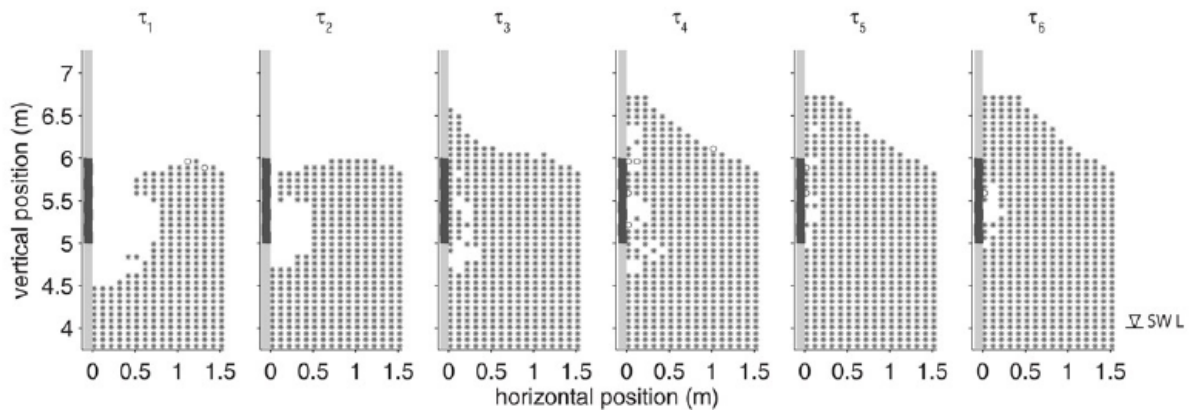 τ1 τ2 τ3 τ4 τ5 τ6
7
6.5
6
5.5
5
4.5
4
vertical position (m)
SWL
0 0.5 1 1.5 0 0.5 1 1.5 0 0.5 1 1.5 0 0.5 1 1.5 0 0.5 1 1.5 0 0.5 1 1.5
horizontal position (m)